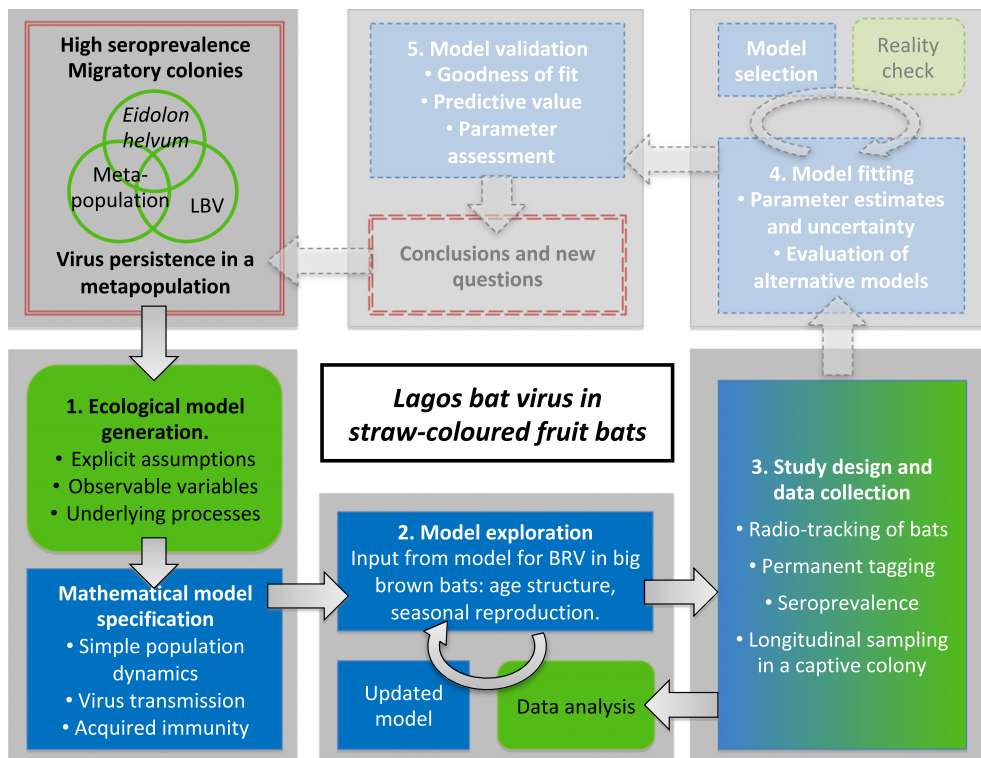 High seroprevalence
Migratory colonies
Eidolon
helvum
Meta-
population
LBV
Virus persistence in a
metapopulation
1. Ecological model
generation.
• Explicit assumptions
• Observable variables
• Underlying processes
Mathematical model
specification
• Simple population
dynamics
• Virus transmission
• Acquired immunity
2. Model exploration
Input from model for BRV in big
brown bats: age structure,
seasonal reproduction.
Updated
model
Data analysis
3. Study design and
data collection
• Radio-tracking of bats
• Permanent tagging
• Seroprevalence
• Longitudinal sampling
in a captive colony
4. Model fitting
• Parameter estimates
and uncertainty
• Evaluation of
alternative models
Model
selection
Reality
check
5. Model validation
• Goodness of fit
• Predictive value
• Parameter
assessment
Conclusions and new
questions
Lagos bat virus in
straw-coloured fruit bats